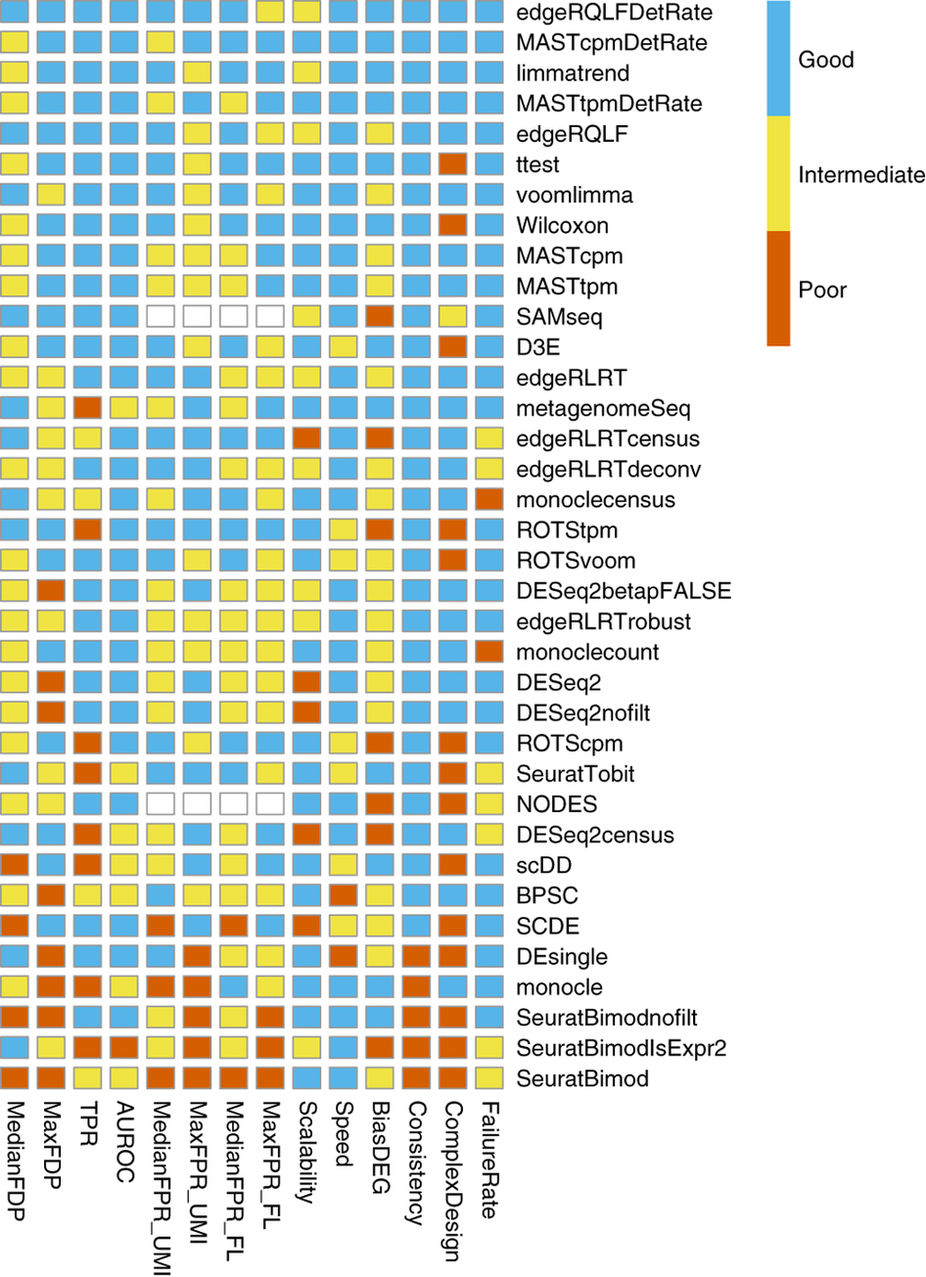 edgeRQLFDetRate
MASTcpmDetRate
limmatrend
MASTtpmDetRate
edgeRQLF
ttest
voomlimma
Wilcoxon
MASTcpm
MASTtpm
SAMseq
D3E
edgeRLRT
metagenomeSeq
edgeRLRTcensus
edgeRLRTdeconv
monoclecensus
ROTStpm
ROTSvoom
DESeq2betapFALSE
edgeRLRTrobust
monoclecount
DESeq2
DESeq2nofilt
ROTScpm
SeuratTobit
NODES
DESeq2census
scDD
BPSC
SCDE
DEsingle
monocle
SeuratBimodnofilt
SeuratBimodIsExpr2
SeuratBimod
Good
Intermediate
Poor
MedianFDP
MaxFDP
TPR
AUROC
MedianFPR_UMI
MaxFPR_UMI
MedianFPR_FL
MaxFPR_FL
Scalability
Speed
BiasDEG
Consistency
ComplexDesign
FailureRate